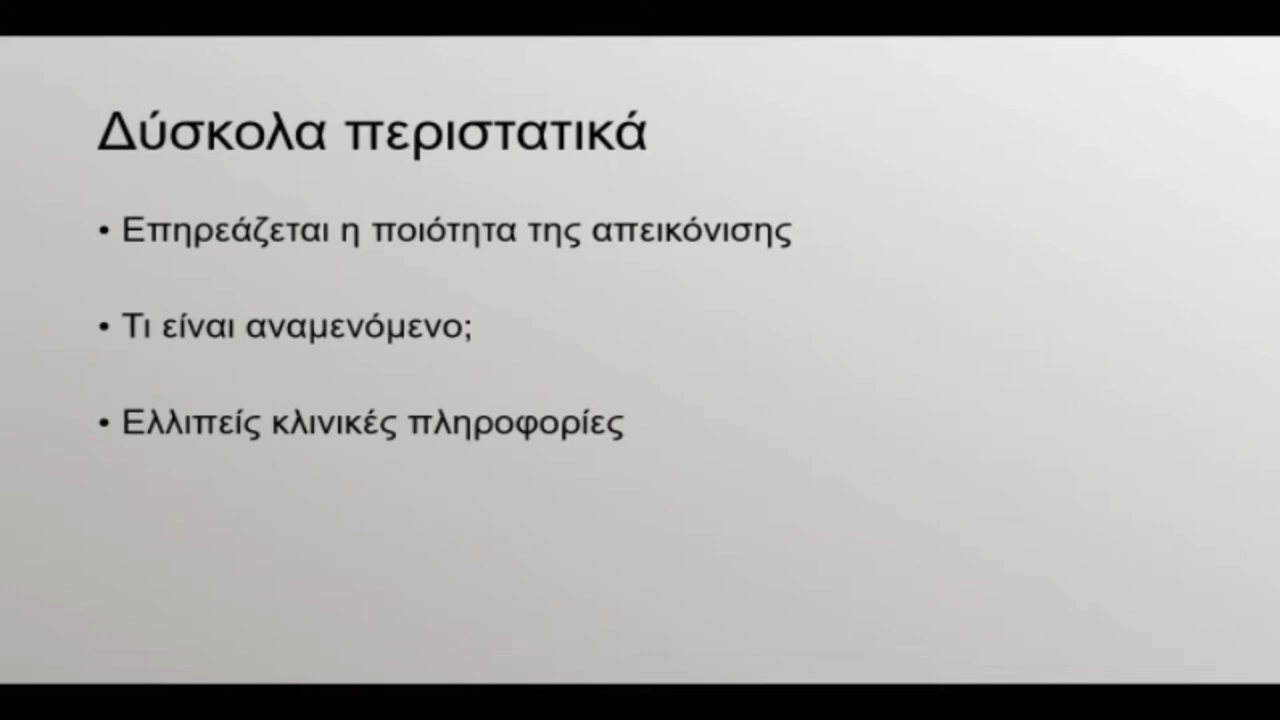 Δύσκολα περιστατικά
• Επηρεάζεται η ποιότητα της απεικόνισης
• Τι είναι αναμενόμενο;
• Ελλιπείς κλινικές πληροφορίες